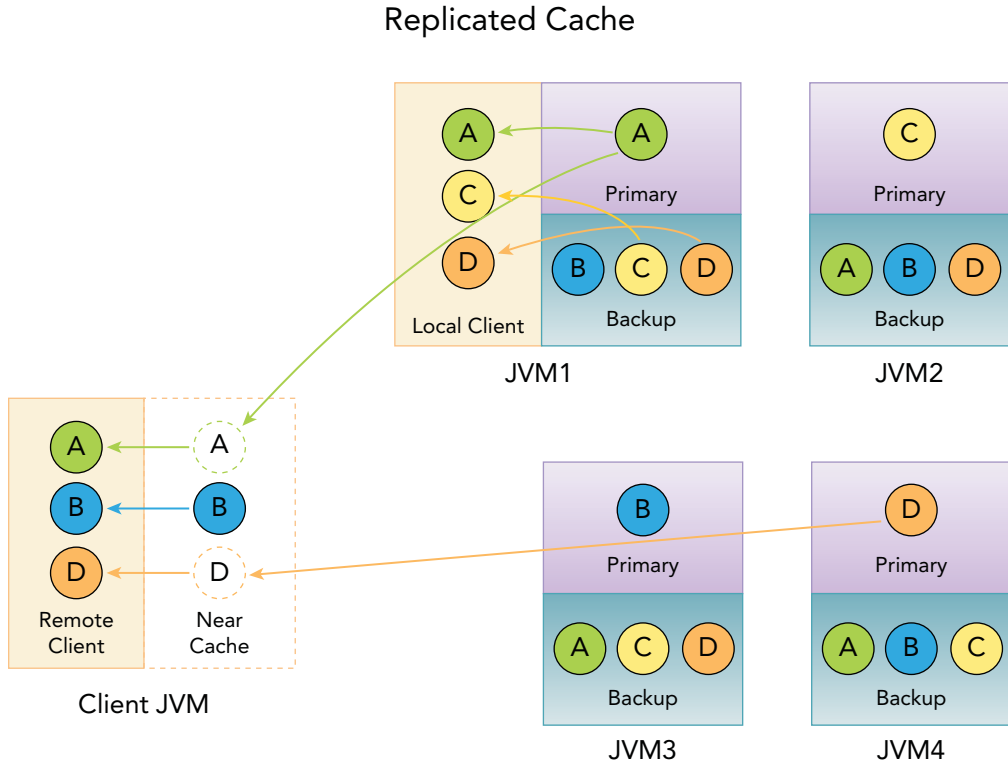 Replicated Cache
A
C
D
Local Client
A
Primary
B C D
Backup
JVM1
C
Primary
A B D
Backup
JVM2
A
B
D
Remote
Client
A
B
D
Near
Cache
Client JVM
B
Primary
A C D
Backup
JVM3
D
Primary
A B C
Backup
JVM4